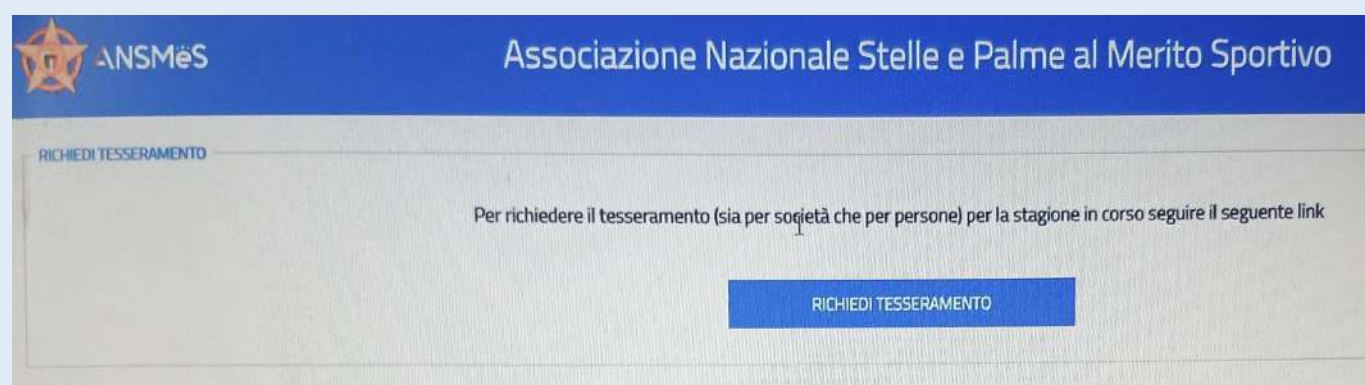 ANSMëS
Associazione Nazionale Stelle e Palme al Merito Sportivo
RICHIEDI TESSERAMENTO
Per richiedere il tesseramento (sia per società che per persone) per la stagione in corso seguire il seguente link
RICHIEDI TESSERAMENTO